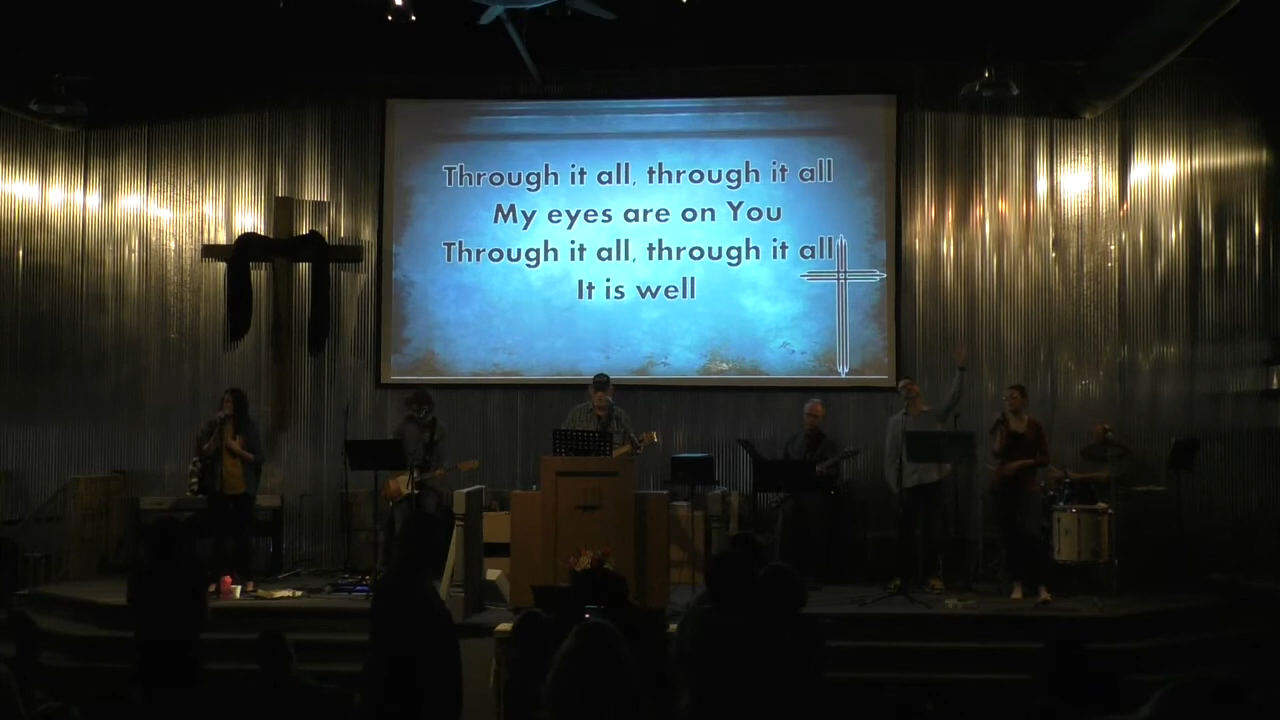 Through it all, through it all
My eyes are on You
Through it all, through it all
It is well